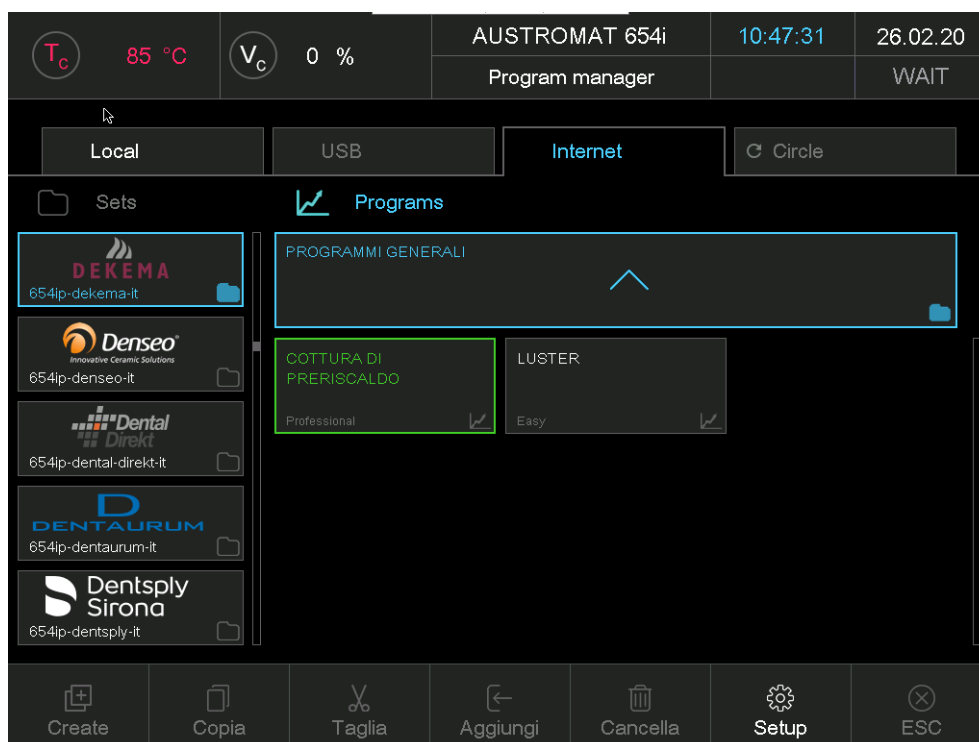 Tc 85 °C Vc 0 % AUSTROMAT 654i 10:47:31 26.02.20
Program manager WAIT
Local USB Internet Circle
Sets Programs
DEKEMA
654ip-dekema-it
PROGRAMMI GENERALI
Denseo
Innovative Ceramic Solutions
654ip-denseo-it
COTTURA DI
PRERISCALDO
Professional
LUSTER
Easy
Dental
Direkt
654ip-dental-direkt-it
D
DENTAURUM
654ip-dentaurum-it
Dentsply
Sirona
654ip-dentsply-it
Create Copia Taglia Aggiungi Cancella Setup ESC